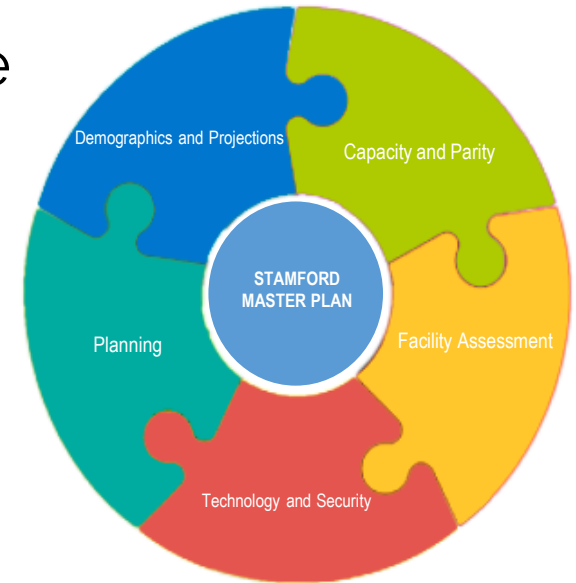 e
Demographics and Projections
Capacity and Parity
STAMFORD
MASTER PLAN
Planning
Facility Assessment
Technology and Security